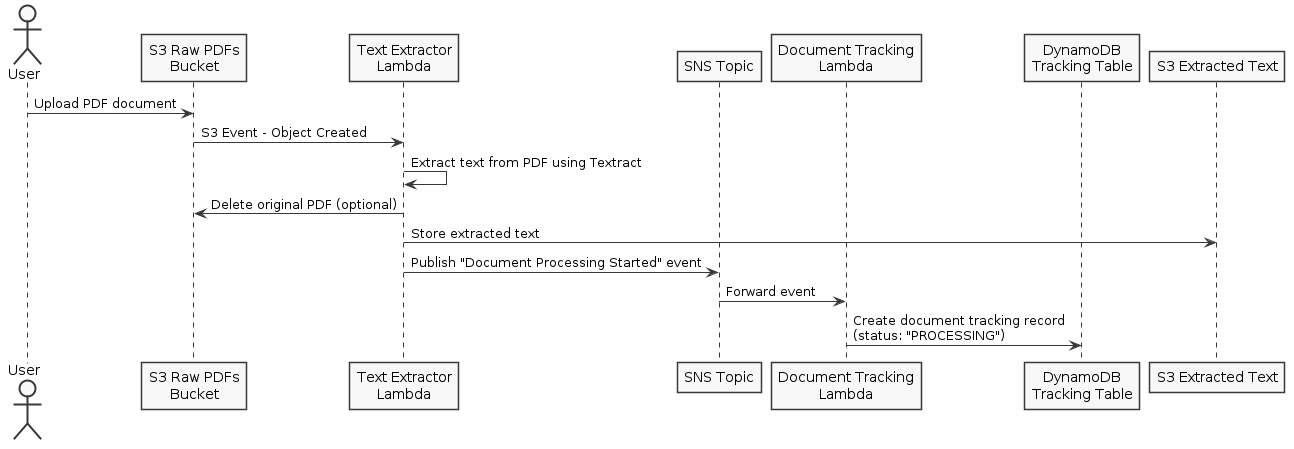 User
S3 Raw PDFs
Bucket
Text Extractor
Lambda
SNS Topic
Document Tracking
Lambda
DynamoDB
Tracking Table
S3 Extracted Text
Upload PDF document
S3 Event - Object Created
Extract text from PDF using Textract
Delete original PDF (optional)
Store extracted text
Publish "Document Processing Started" event
Forward event
Create document tracking record
(status: "PROCESSING")
User
S3 Raw PDFs
Bucket
Text Extractor
Lambda
SNS Topic
Document Tracking
Lambda
DynamoDB
Tracking Table
S3 Extracted Text